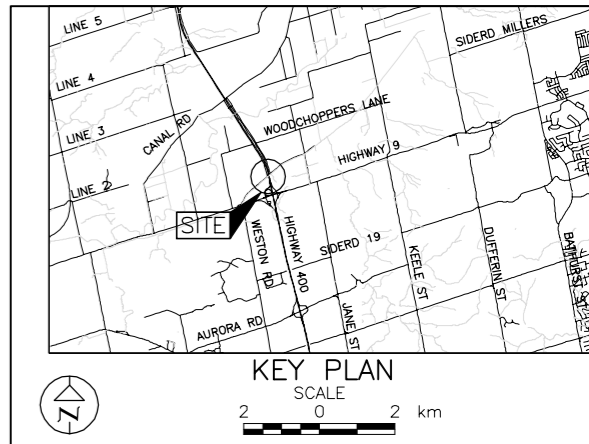 LINE 5
SIDERD MILLERS
LINE 4
CANAL RD
WOODCHOPPERS LANE
LINE 3
HIGHWAY 9
LINE 2
SITE
WESTON RD
HIGHWAY 400
SIDERD 19
KEELE ST
DUFFERIN ST
BATHURST ST
JANE ST
AURORA RD
KEY PLAN
SCALE
2 0 2 km
N